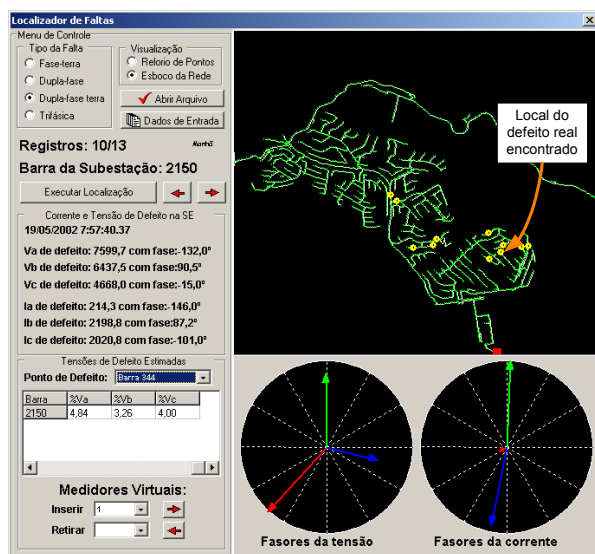 Localizador de Faltas
Menu de Controle
Tipo da Falta
Fase-terra
Dupla-fase
Dupla-fase terra
Trifásica
Visualização
Relorio de Pontos
Esboco da Rede
Abrir Arquivo
Dados de Entrada
Registros: 10/13
Manhã
Barra da Subestação: 2150
Executar Localização
Corrente e Tensão de Defeito na SE
19/05/2002 7:57:40.37
Va de defeito: 7599,7 com fase:-132,0º
Vb de defeito: 6437,5 com fase:90,5º
Vc de defeito: 4668,0 com fase:-15,0º
Ia de defeito: 214,3 com fase:-146,0º
Ib de defeito: 2198,8 com fase:87,2º
Ic de defeito: 2020,8 com fase:-101,0º
Tensões de Defeito Estimadas
Ponto de Defeito: Barra 344
Barra %Va %Vb %Vc
2150 4,84 3,26 4,00
Medidores Virtuais:
Inserir 1
Retirar
Local do
defeito real
encontrado
Fasores da tensão
Fasores da corrente